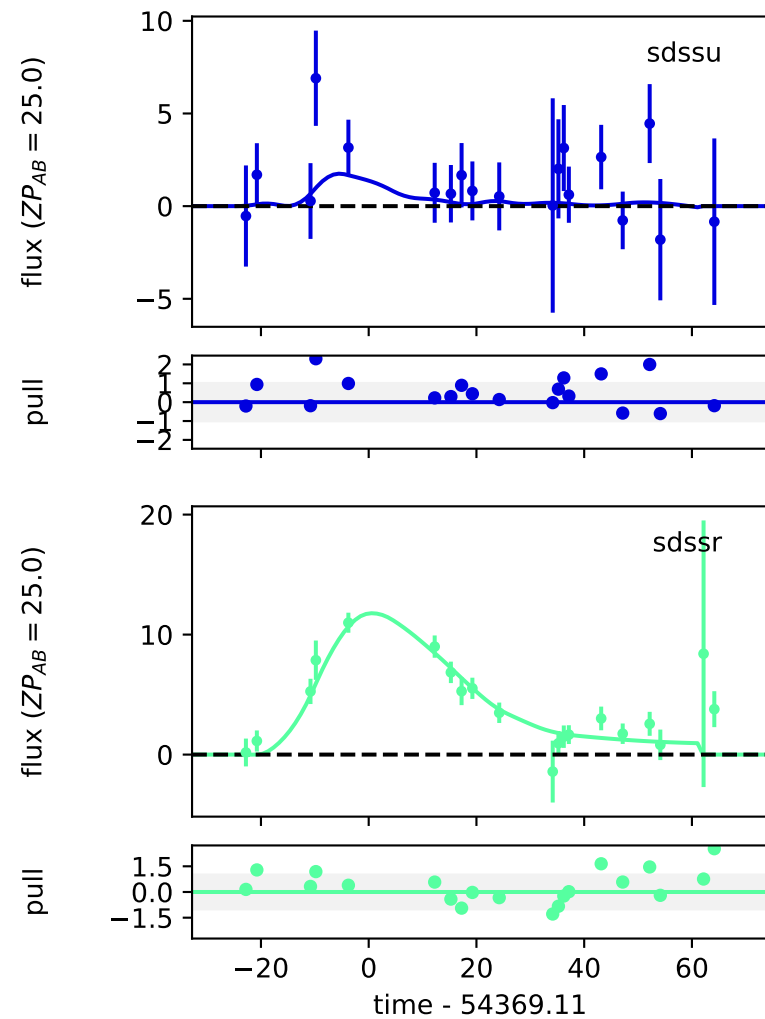 10
5
0
−5
flux (ZP_AB = 25.0)
sdssu
2
1
0
−1
−2
pull
20
10
0
flux (ZP_AB = 25.0)
sdssr
1.5
0.0
−1.5
pull
−20 0 20 40 60
time - 54369.11